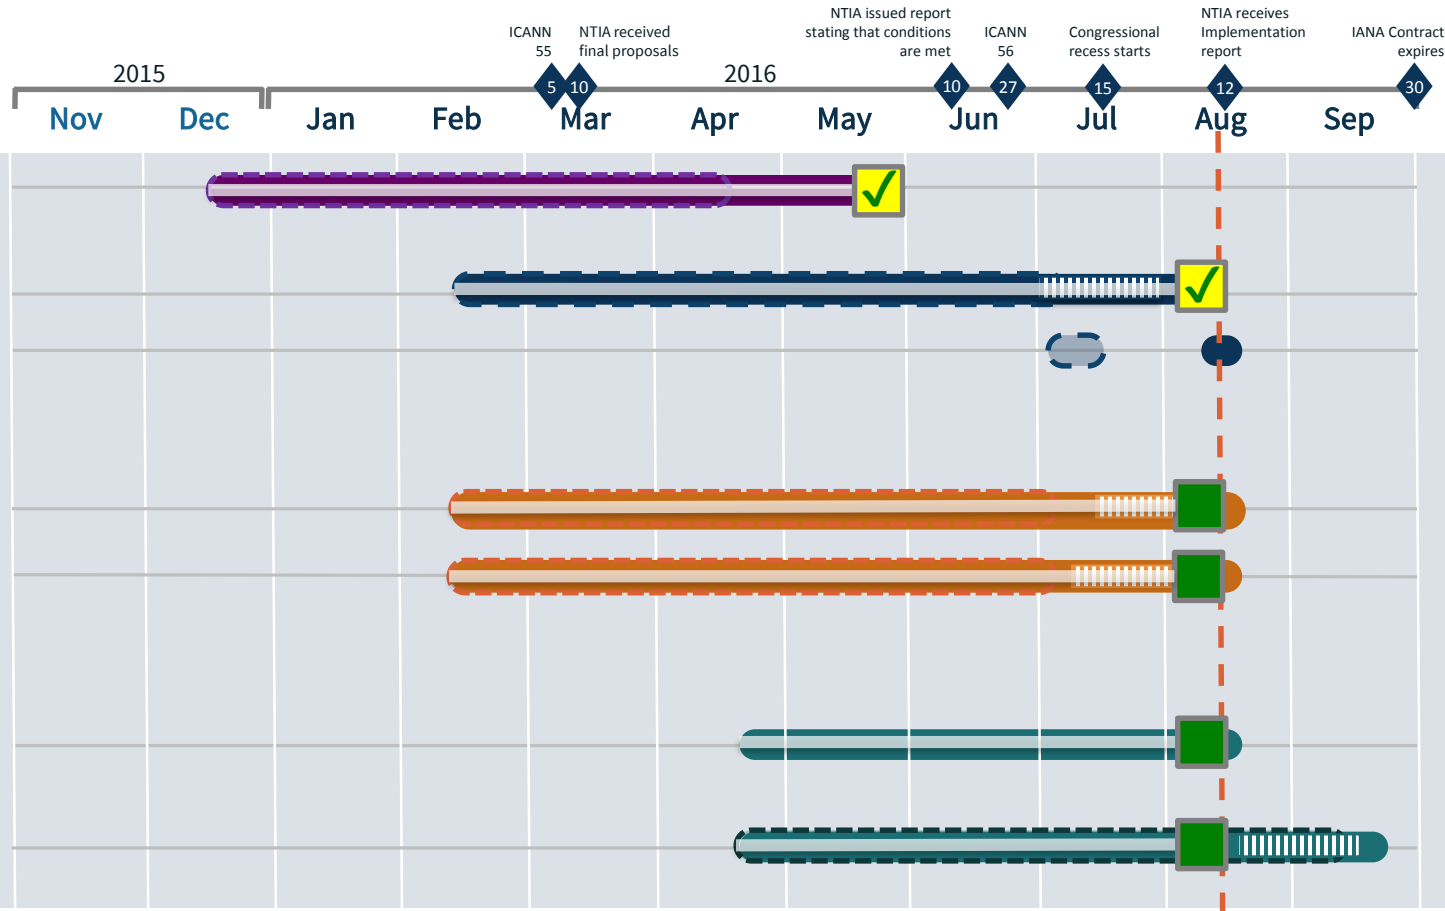 NTIA issued report
stating that conditions
are met
NTIA receives
Implementation
report
ICANN
55
NTIA received
final proposals
ICANN
56
Congressional
recess starts
IANA Contract
expires
2015
2016
5
10
10
27
15
12
30
Nov
Dec
Jan
Feb
Mar
Apr
May
Jun
Jul
Aug
Sep